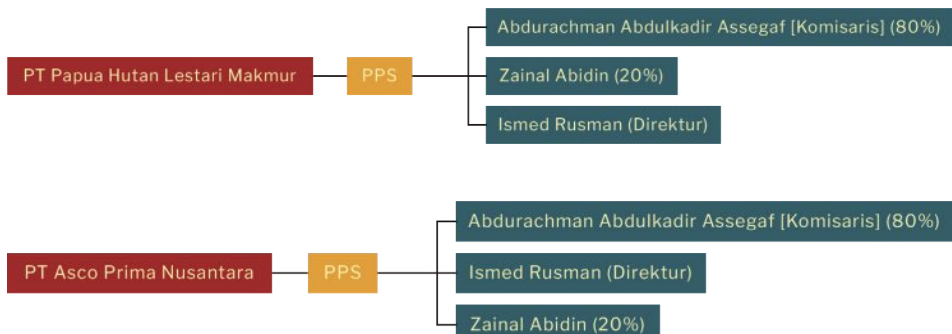 Abdurachman Abdulkadir Assegaf [Komisaris] (80%)
PT Papua Hutan Lestari Makmur
PPS
Zainal Abidin (20%)
Ismed Rusman (Direktur)
Abdurachman Abdulkadir Assegaf [Komisaris] (80%)
PT Asco Prima Nusantara
PPS
Ismed Rusman (Direktur)
Zainal Abidin (20%)